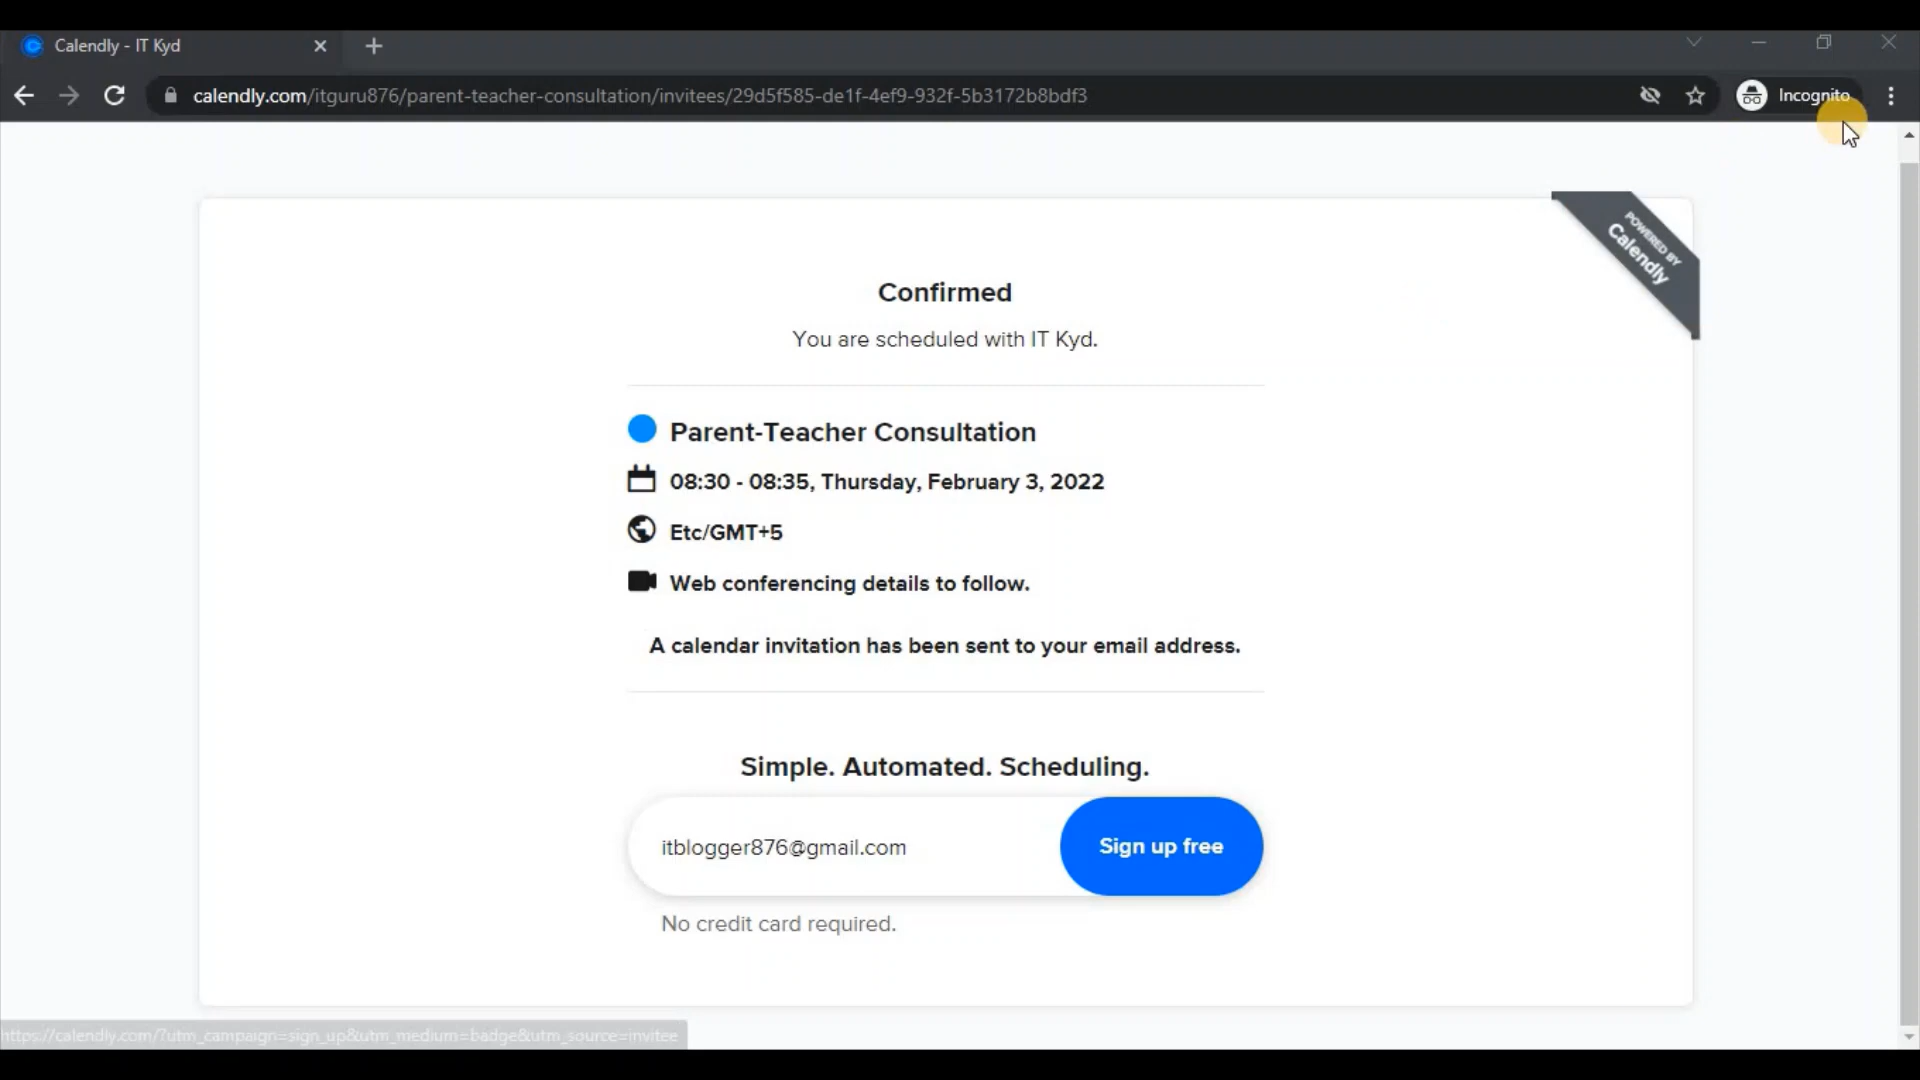 Calendly - IT Kyd
calendly.com/itguru876/parent-teacher-consultation/invitees/29d5f585-de1f-4ef9-932f-5b3172b8bdf3
Incognito
POWERED BY
Calendly
Confirmed
You are scheduled with IT Kyd.
Parent-Teacher Consultation
08:30 - 08:35, Thursday, February 3, 2022
Etc/GMT+5
Web conferencing details to follow.
A calendar invitation has been sent to your email address.
Simple. Automated. Scheduling.
itblogger876@gmail.com
Sign up free
No credit card required.
https://calendly.com/?utm_campaign=sign_up&utm_medium=badge&utm_source=invitee